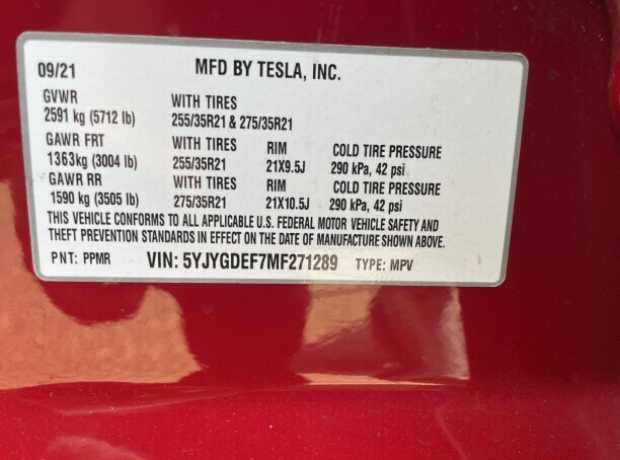 09/21 MFD BY TESLA, INC.
GVWR WITH TIRES
2591 kg (5712 lb) 255/35R21 & 275/35R21
GAWR FRT WITH TIRES RIM COLD TIRE PRESSURE
1363kg (3004 lb) 255/35R21 21X9.5J 290 kPa, 42 psi
GAWR RR WITH TIRES RIM COLD TIRE PRESSURE
1590 kg (3505 lb) 275/35R21 21X10.5J 290 kPa, 42 psi
THIS VEHICLE CONFORMS TO ALL APPLICABLE U.S. FEDERAL MOTOR VEHICLE SAFETY AND
THEFT PREVENTION STANDARDS IN EFFECT ON THE DATE OF MANUFACTURE SHOWN ABOVE.
PNT: PPMR VIN: 5YJYGDEF7MF271289 TYPE: MPV